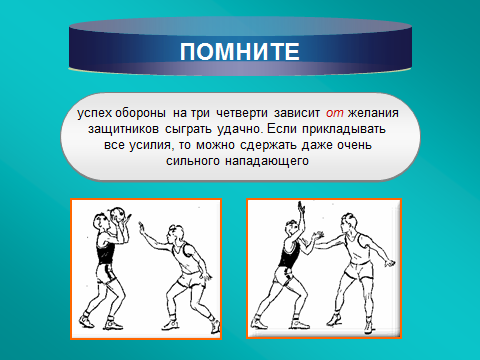 ПОМНИТЕ
успех обороны на три четверти зависит от желания
защитников сыграть удачно. Если прикладывать
все усилия, то можно сдержать даже очень
сильного нападающего